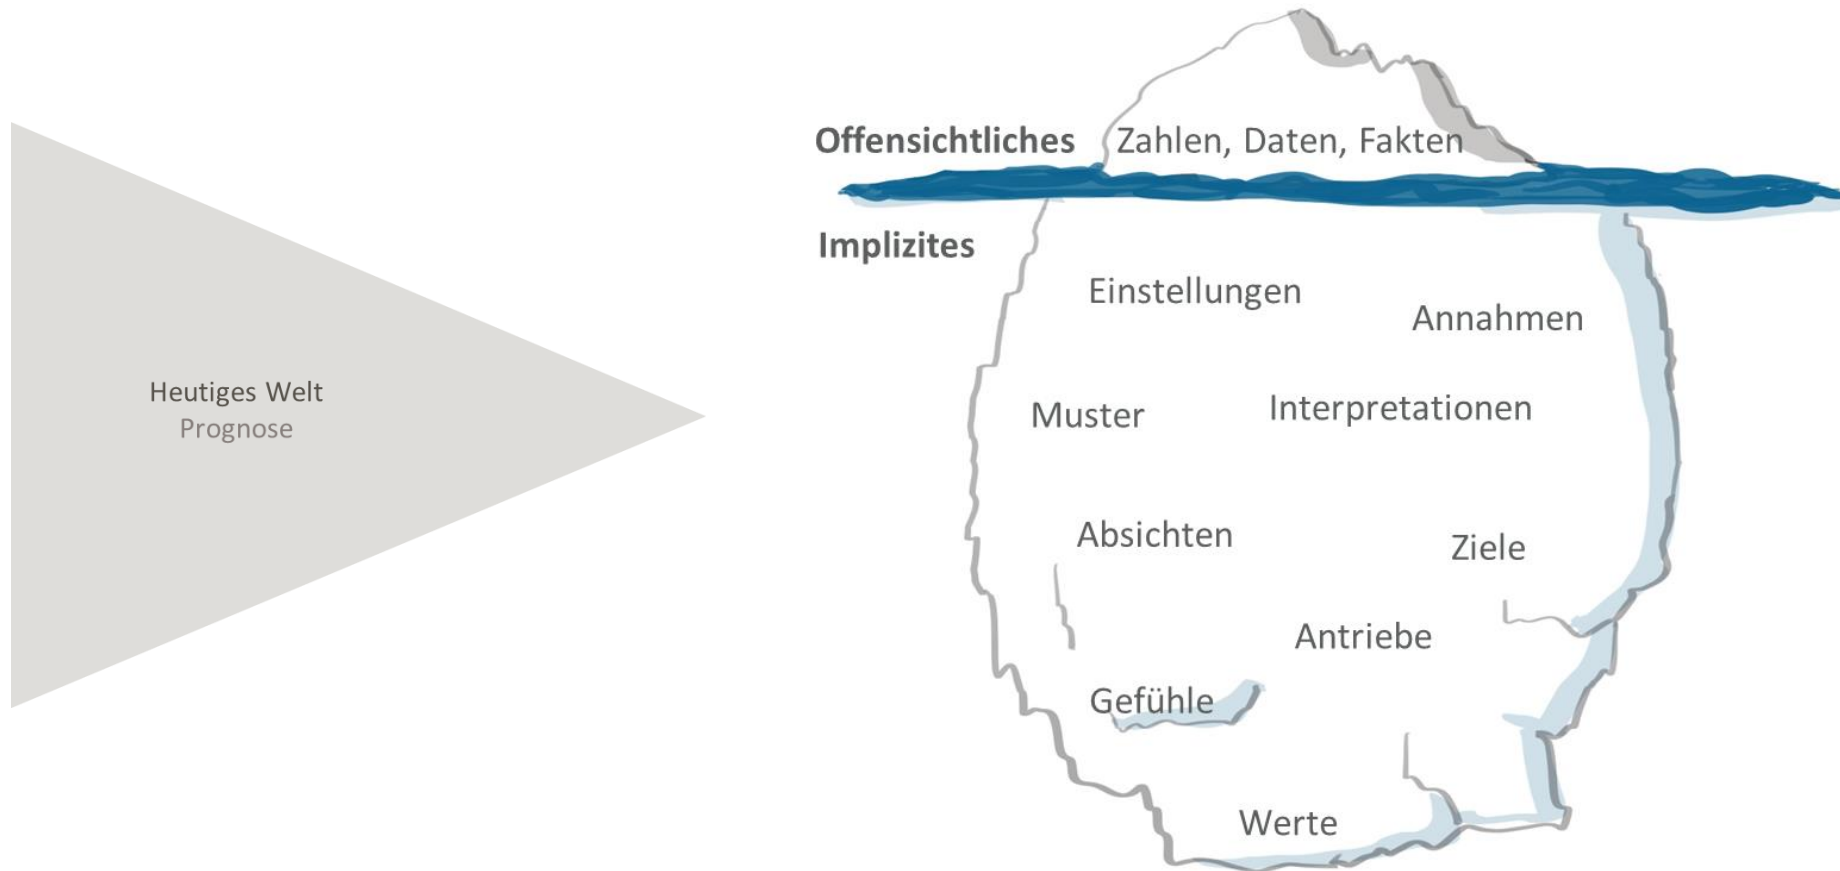 Heutiges Welt
Prognose
Offensichtliches
Zahlen, Daten, Fakten
Implizites
Einstellungen
Annahmen
Muster
Interpretationen
Absichten
Ziele
Antriebe
Gefühle
Werte